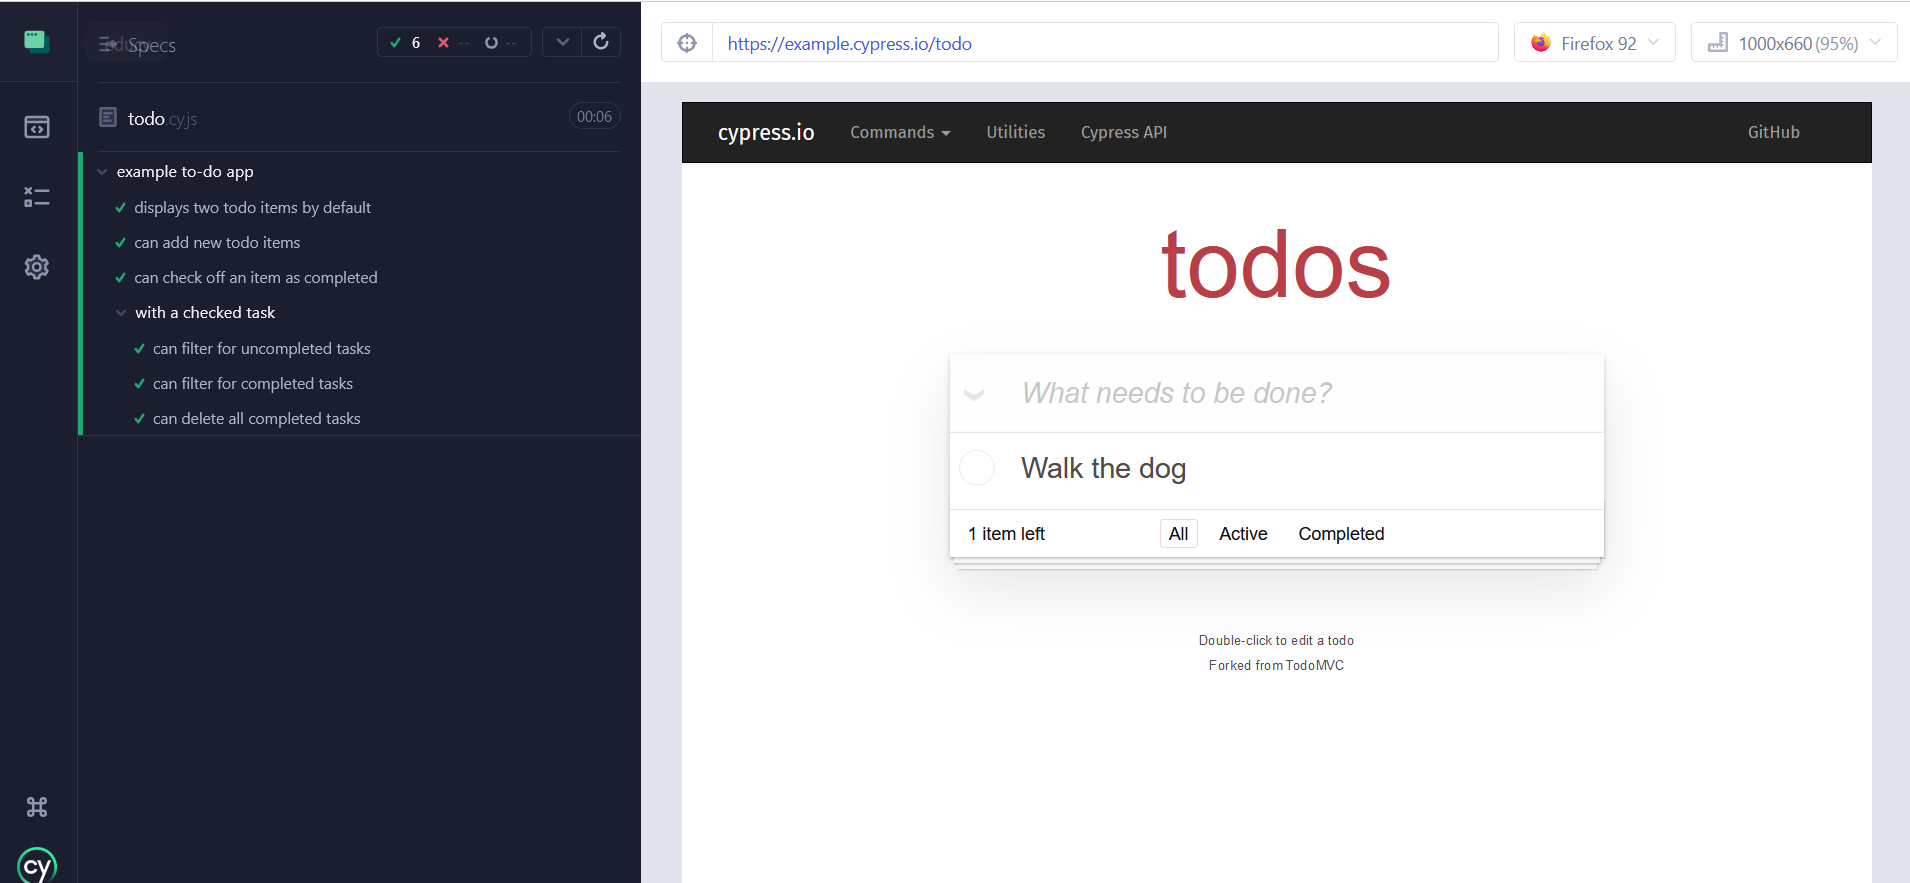 Specs
6 -- --
todo.cy.js
00:06
example to-do app
displays two todo items by default
can add new todo items
can check off an item as completed
with a checked task
can filter for uncompleted tasks
can filter for completed tasks
can delete all completed tasks
cy
https://example.cypress.io/todo
Firefox 92
1000x660 (95%)
cypress.io Commands Utilities Cypress API GitHub
todos
What needs to be done?
Walk the dog
1 item left All Active Completed
Double-click to edit a todo
Forked from TodoMVC